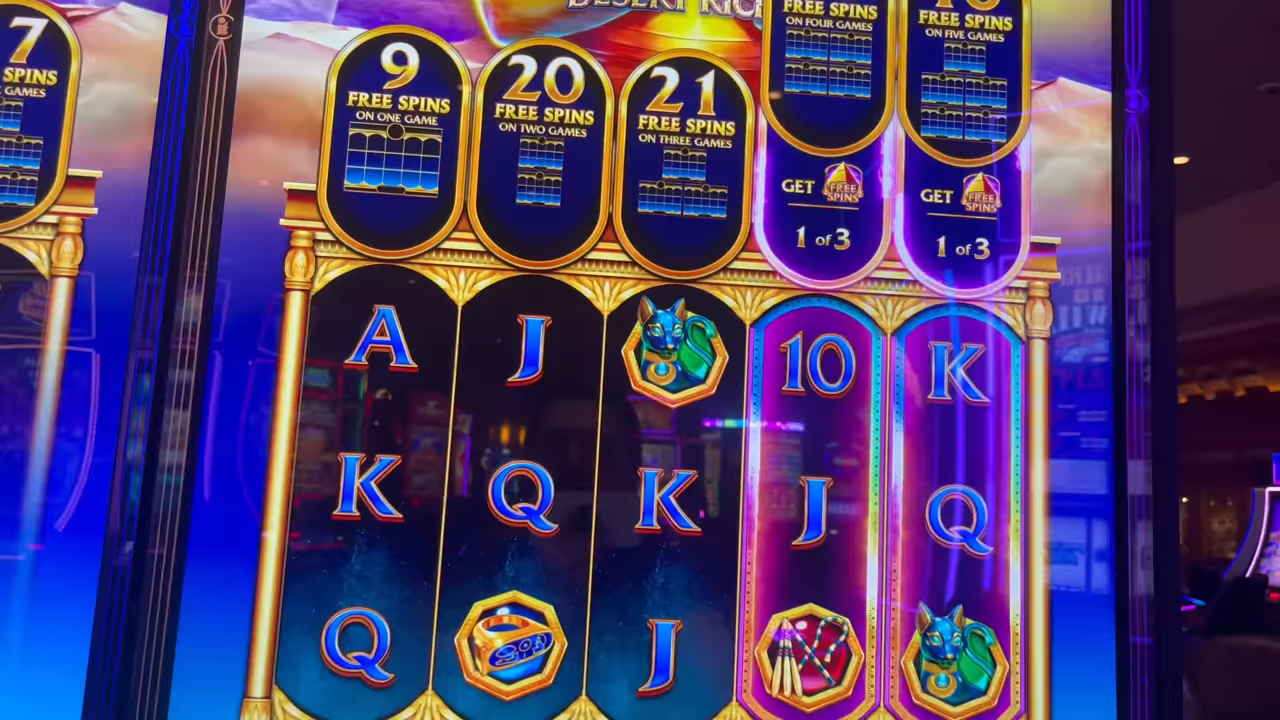 DESERT RICH
7
SPINS
GAMES
9
FREE SPINS
ON ONE GAME
20
FREE SPINS
ON TWO GAMES
21
FREE SPINS
ON THREE GAMES
FREE SPINS
ON FOUR GAMES
FREE SPINS
ON FIVE GAMES
GET FREE SPINS
1 of 3
GET FREE SPINS
1 of 3
A J 10 K
K Q K J Q
Q J